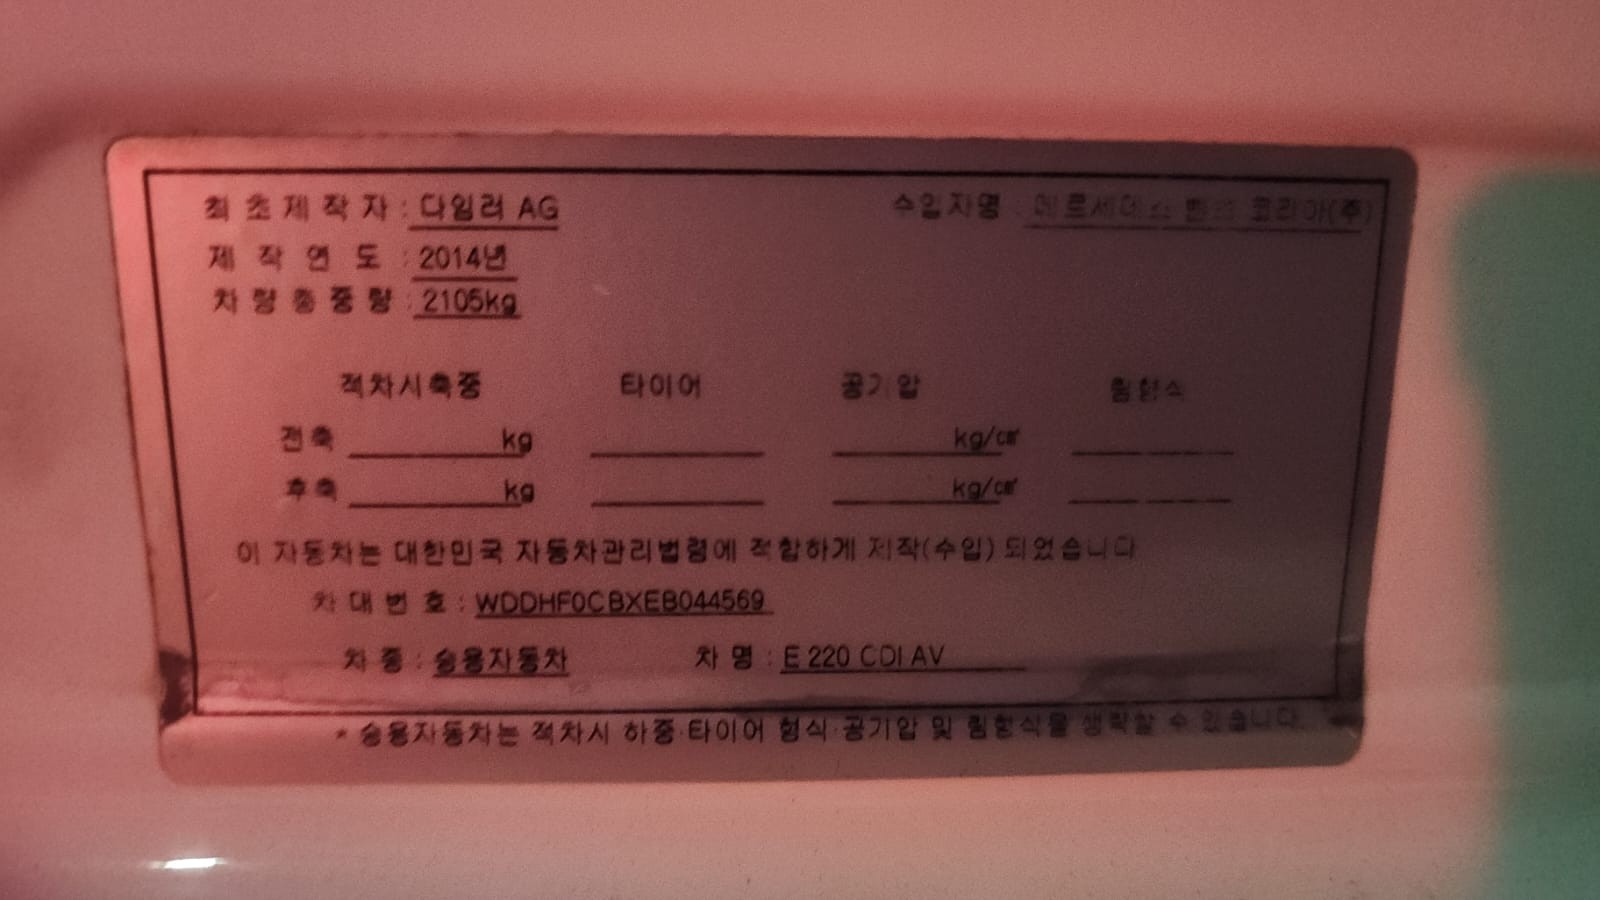 최초제작자 : 다임러 AG 수입자명 : 메르세데스 벤츠 코리아(주)
제작연도 : 2014년
차량총중량 : 2105kg
적차시축중 타이어 공기압 림형식
전축 kg kg/㎠
후축 kg kg/㎠
이 자동차는 대한민국 자동차관리법령에 적합하게 제작(수입) 되었습니다
차대번호 : WDDHF0CBXEB044569
차종 : 승용자동차 차명 : E 220 CDI AV
* 승용자동차는 적차시 하중·타이어 형식·공기압 및 림형식을 생략할 수 있습니다.